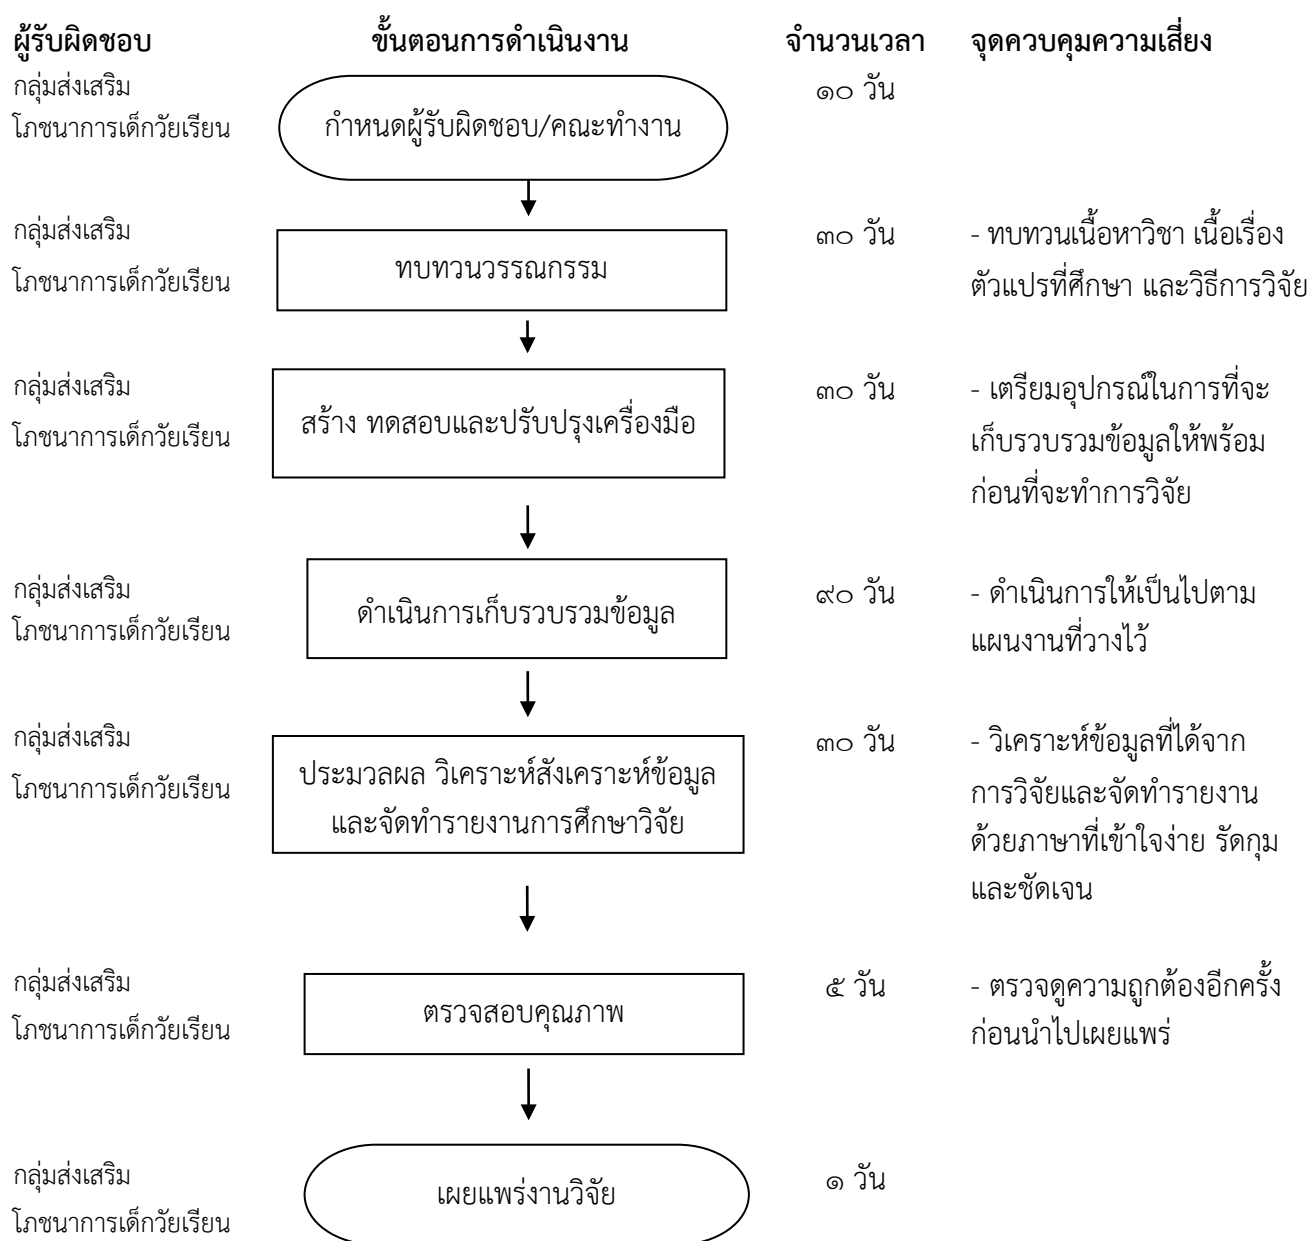 ผู้รับผิดชอบ ขั้นตอนการดำเนินงาน จำนวนเวลา จุดควบคุมความเสี่ยง
กลุ่มส่งเสริม
โภชนาการเด็กวัยเรียน
กำหนดผู้รับผิดชอบ/คณะทำงาน
๑๐ วัน
กลุ่มส่งเสริม
โภชนาการเด็กวัยเรียน
ทบทวนวรรณกรรม
๓๐ วัน
- ทบทวนเนื้อหาวิชา เนื้อเรื่อง
ตัวแปรที่ศึกษา และวิธีการวิจัย
กลุ่มส่งเสริม
โภชนาการเด็กวัยเรียน
สร้าง ทดสอบและปรับปรุงเครื่องมือ
๓๐ วัน
- เตรียมอุปกรณ์ในการที่จะ
เก็บรวบรวมข้อมูลให้พร้อม
ก่อนที่จะทำการวิจัย
กลุ่มส่งเสริม
โภชนาการเด็กวัยเรียน
ดำเนินการเก็บรวบรวมข้อมูล
๙๐ วัน
- ดำเนินการให้เป็นไปตาม
แผนงานที่วางไว้
กลุ่มส่งเสริม
โภชนาการเด็กวัยเรียน
ประมวลผล วิเคราะห์สังเคราะห์ข้อมูล
และจัดทำรายงานการศึกษาวิจัย
๓๐ วัน
- วิเคราะห์ข้อมูลที่ได้จาก
การวิจัยและจัดทำรายงาน
ด้วยภาษาที่เข้าใจง่าย รัดกุม
และชัดเจน
กลุ่มส่งเสริม
โภชนาการเด็กวัยเรียน
ตรวจสอบคุณภาพ
๕ วัน
- ตรวจดูความถูกต้องอีกครั้ง
ก่อนนำไปเผยแพร่
กลุ่มส่งเสริม
โภชนาการเด็กวัยเรียน
เผยแพร่งานวิจัย
๑ วัน